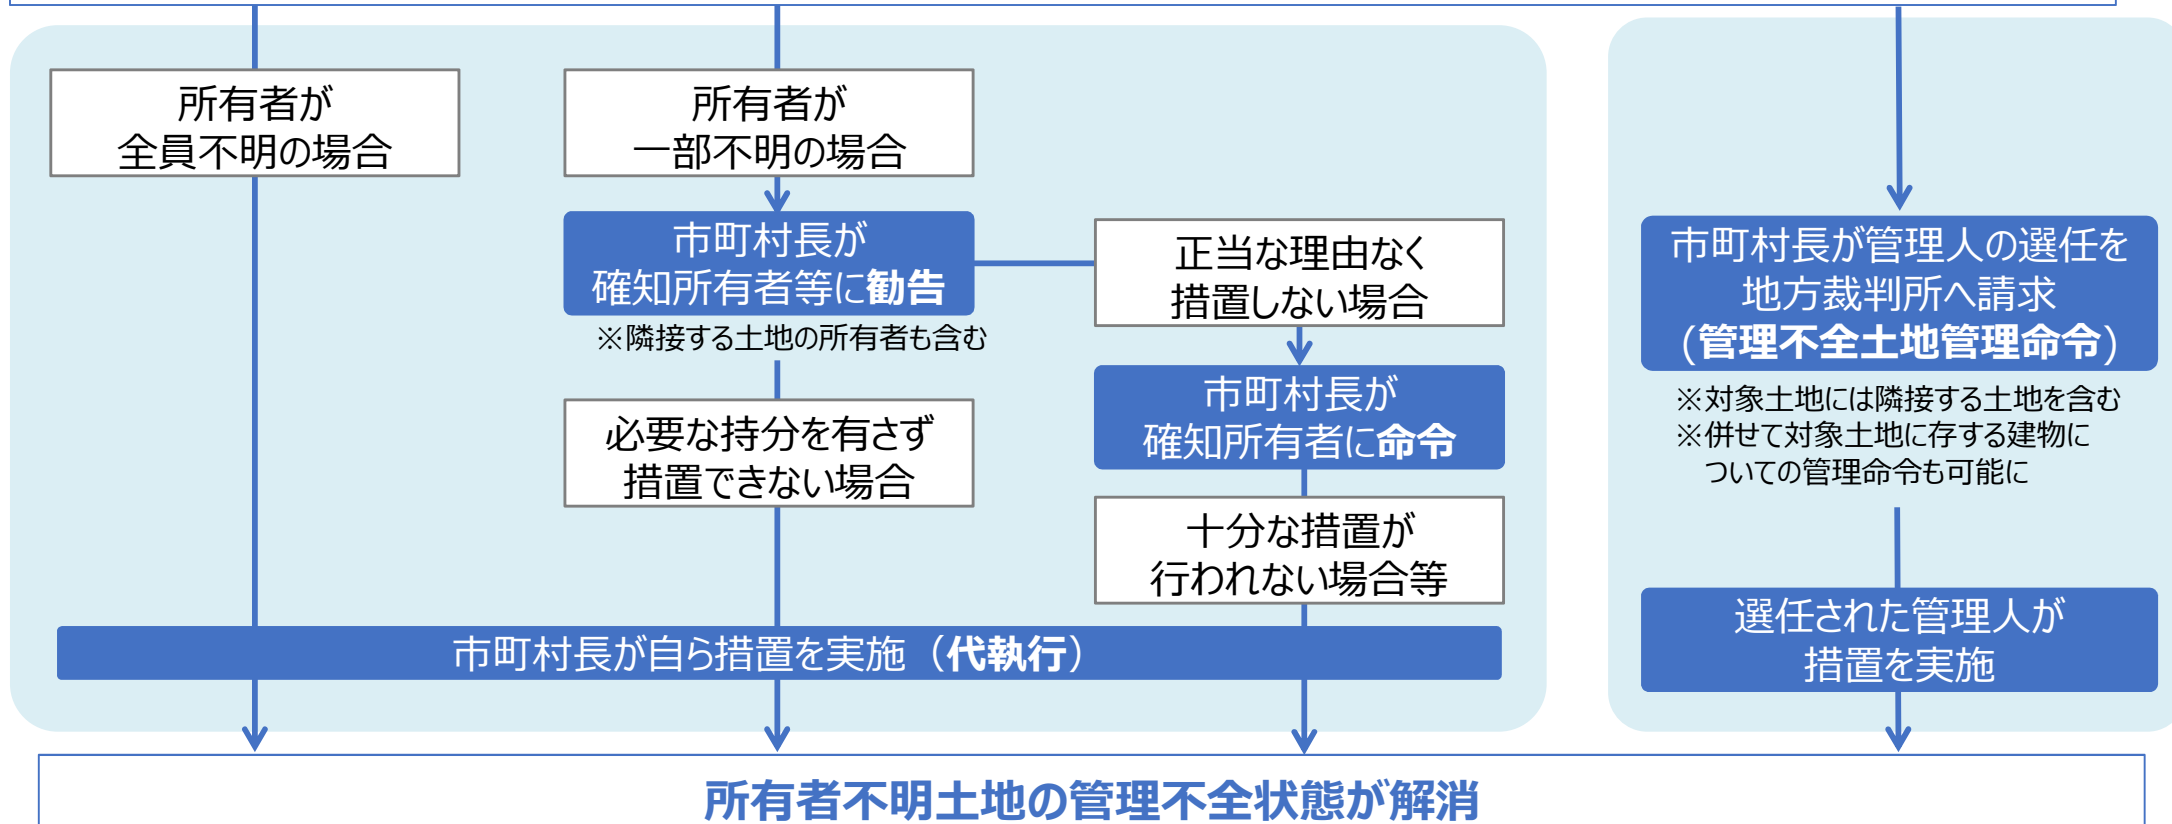 所有者が
全員不明の場合
所有者が
一部不明の場合
市町村長が
確知所有者等に勧告
※隣接する土地の所有者も含む
必要な持分を有さず
措置できない場合
正当な理由なく
措置しない場合
市町村長が
確知所有者に命令
十分な措置が
行われない場合等
市町村長が自ら措置を実施（代執行）
市町村長が管理人の選任を
地方裁判所へ請求
(管理不全土地管理命令)
※対象土地には隣接する土地を含む
※併せて対象土地に存する建物に
ついての管理命令も可能に
選任された管理人が
措置を実施
所有者不明土地の管理不全状態が解消